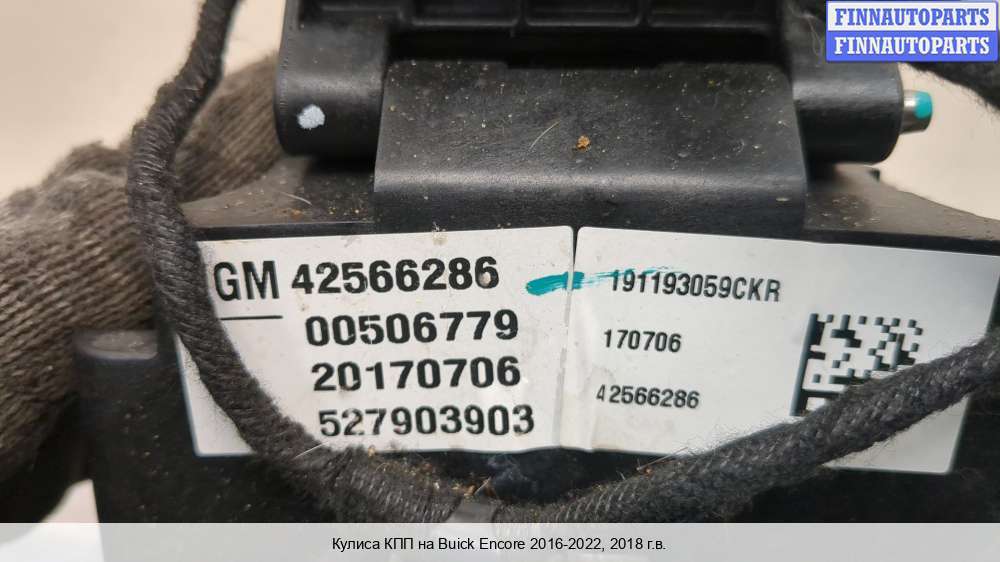 FINNAUTOPARTS
FINNAUTOPARTS
GM 42566286
00506779
20170706
527903903
191193059CKR
170706
42566286
Кулиса КПП на Buick Encore 2016-2022, 2018 г.в.